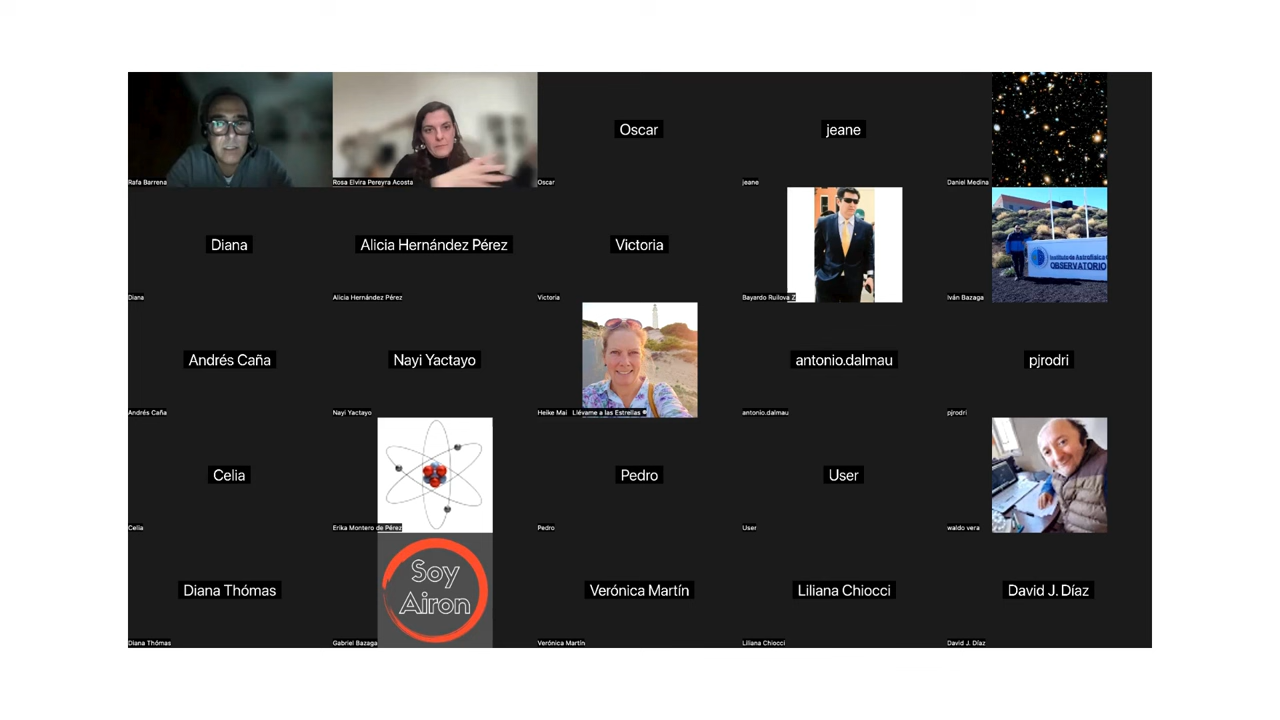 Oscar
jeane
Rafa Barrena
Rosa Elvira Pereyra Acosta
Oscar
jeane
Daniel Medina
Diana
Alicia Hernández Pérez
Victoria
Instituto de Astrofísica
OBSERVATORIO
Diana
Alicia Hernández Pérez
Victoria
Bayardo Ruilova Z
Iván Bazaga
Andrés Caña
Nayi Yactayo
antonio.dalmau
pjrodri
Andrés Caña
Nayi Yactayo
Heike Mai Llévame a las Estrellas
antonio.dalmau
pjrodri
Celia
Pedro
User
Celia
Erika Montero de Pérez
Pedro
User
waldo vera
Diana Thómas
Soy
Airon
Verónica Martín
Liliana Chiocci
David J. Díaz
Diana Thómas
Gabriel Bazaga
Verónica Martín
Liliana Chiocci
David J. Díaz